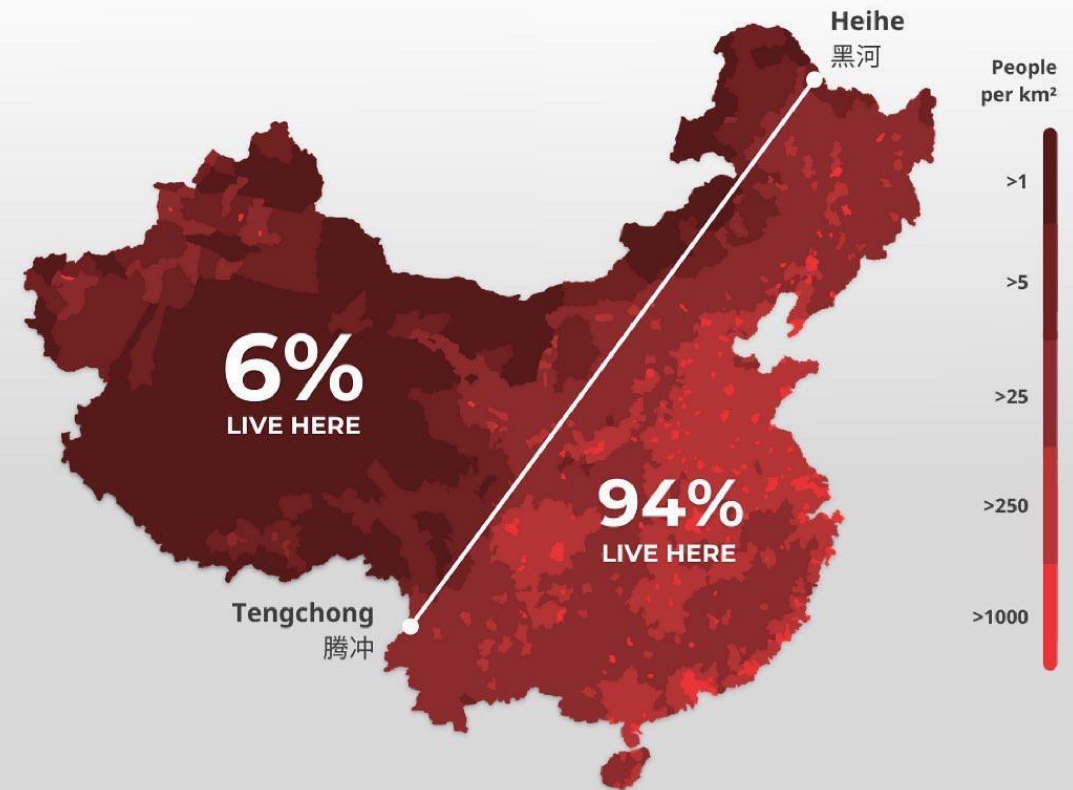 Heihe
黑河
People
per km²
>1
>5
>25
>250
>1000
6%
LIVE HERE
94%
LIVE HERE
Tengchong
腾冲